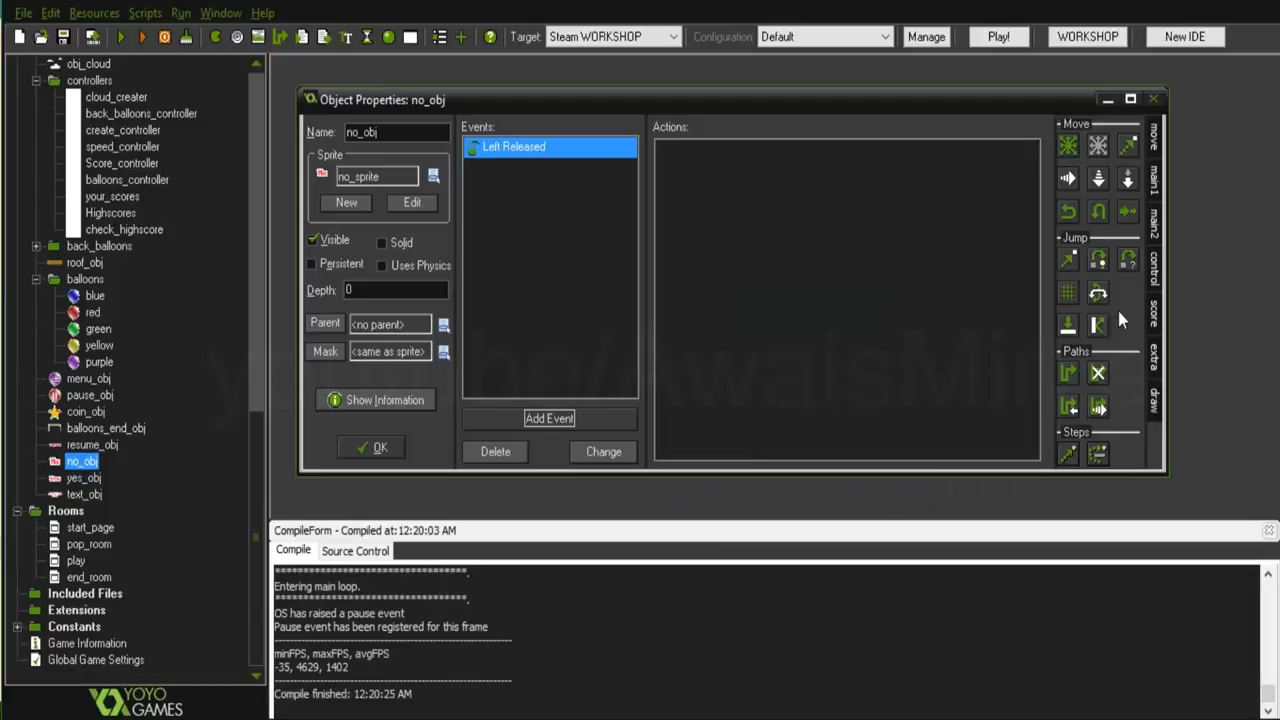 File Edit Resources Scripts Run Window Help
Target: Steam WORKSHOP Configuration: Default Manage Play! WORKSHOP New IDE
obj_cloud
controllers
cloud_creater
back_balloons_controller
create_controller
speed_controller
Score_controller
balloons_controller
your_scores
Highscores
check_highscore
back_balloons
roof_obj
balloons
blue
red
green
yellow
purple
menu_obj
pause_obj
coin_obj
balloons_end_obj
resume_obj
no_obj
yes_obj
text_obj
Rooms
start_page
pop_room
play
end_room
Included Files
Extensions
Constants
Game Information
Global Game Settings
YOYO
GAMES
Object Properties: no_obj
Name: no_obj
Sprite
no_sprite
New Edit
Visible Solid
Persistent Uses Physics
Depth: 0
Parent <no parent>
Mask <same as sprite>
Show Information
OK
Events:
Left Released
Add Event
Delete Change
Actions:
Move
Jump
Paths
Steps
move
main1
main2
control
score
extra
draw
CompileForm - Compiled at:12:20:03 AM
Compile Source Control
***********************************.
Entering main loop.
***********************************.
OS has raised a pause event
Pause event has been registered for this frame
minFPS, maxFPS, avgFPS
-35, 4629, 1402
Compile finished: 12:20:25 AM